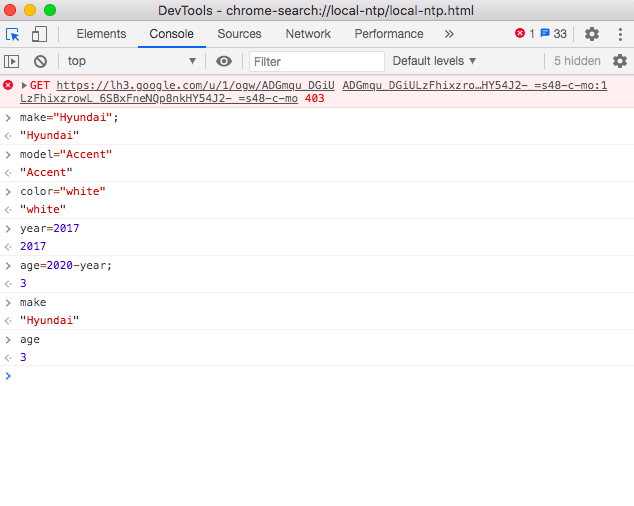 DevTools - chrome-search://local-ntp/local-ntp.html
Elements Console Sources Network Performance » 1 33
top Filter Default levels 5 hidden
GET https://lh3.google.com/u/1/ogw/ADGmqu_DGiU ADGmqu_DGiULzFhixzro…HY54J2-_=s48-c-mo:1
LzFhixzrowL_6SBxFneNQp8nkHY54J2-_=s48-c-mo 403
make="Hyundai";
"Hyundai"
model="Accent"
"Accent"
color="white"
"white"
year=2017
2017
age=2020-year;
3
make
"Hyundai"
age
3